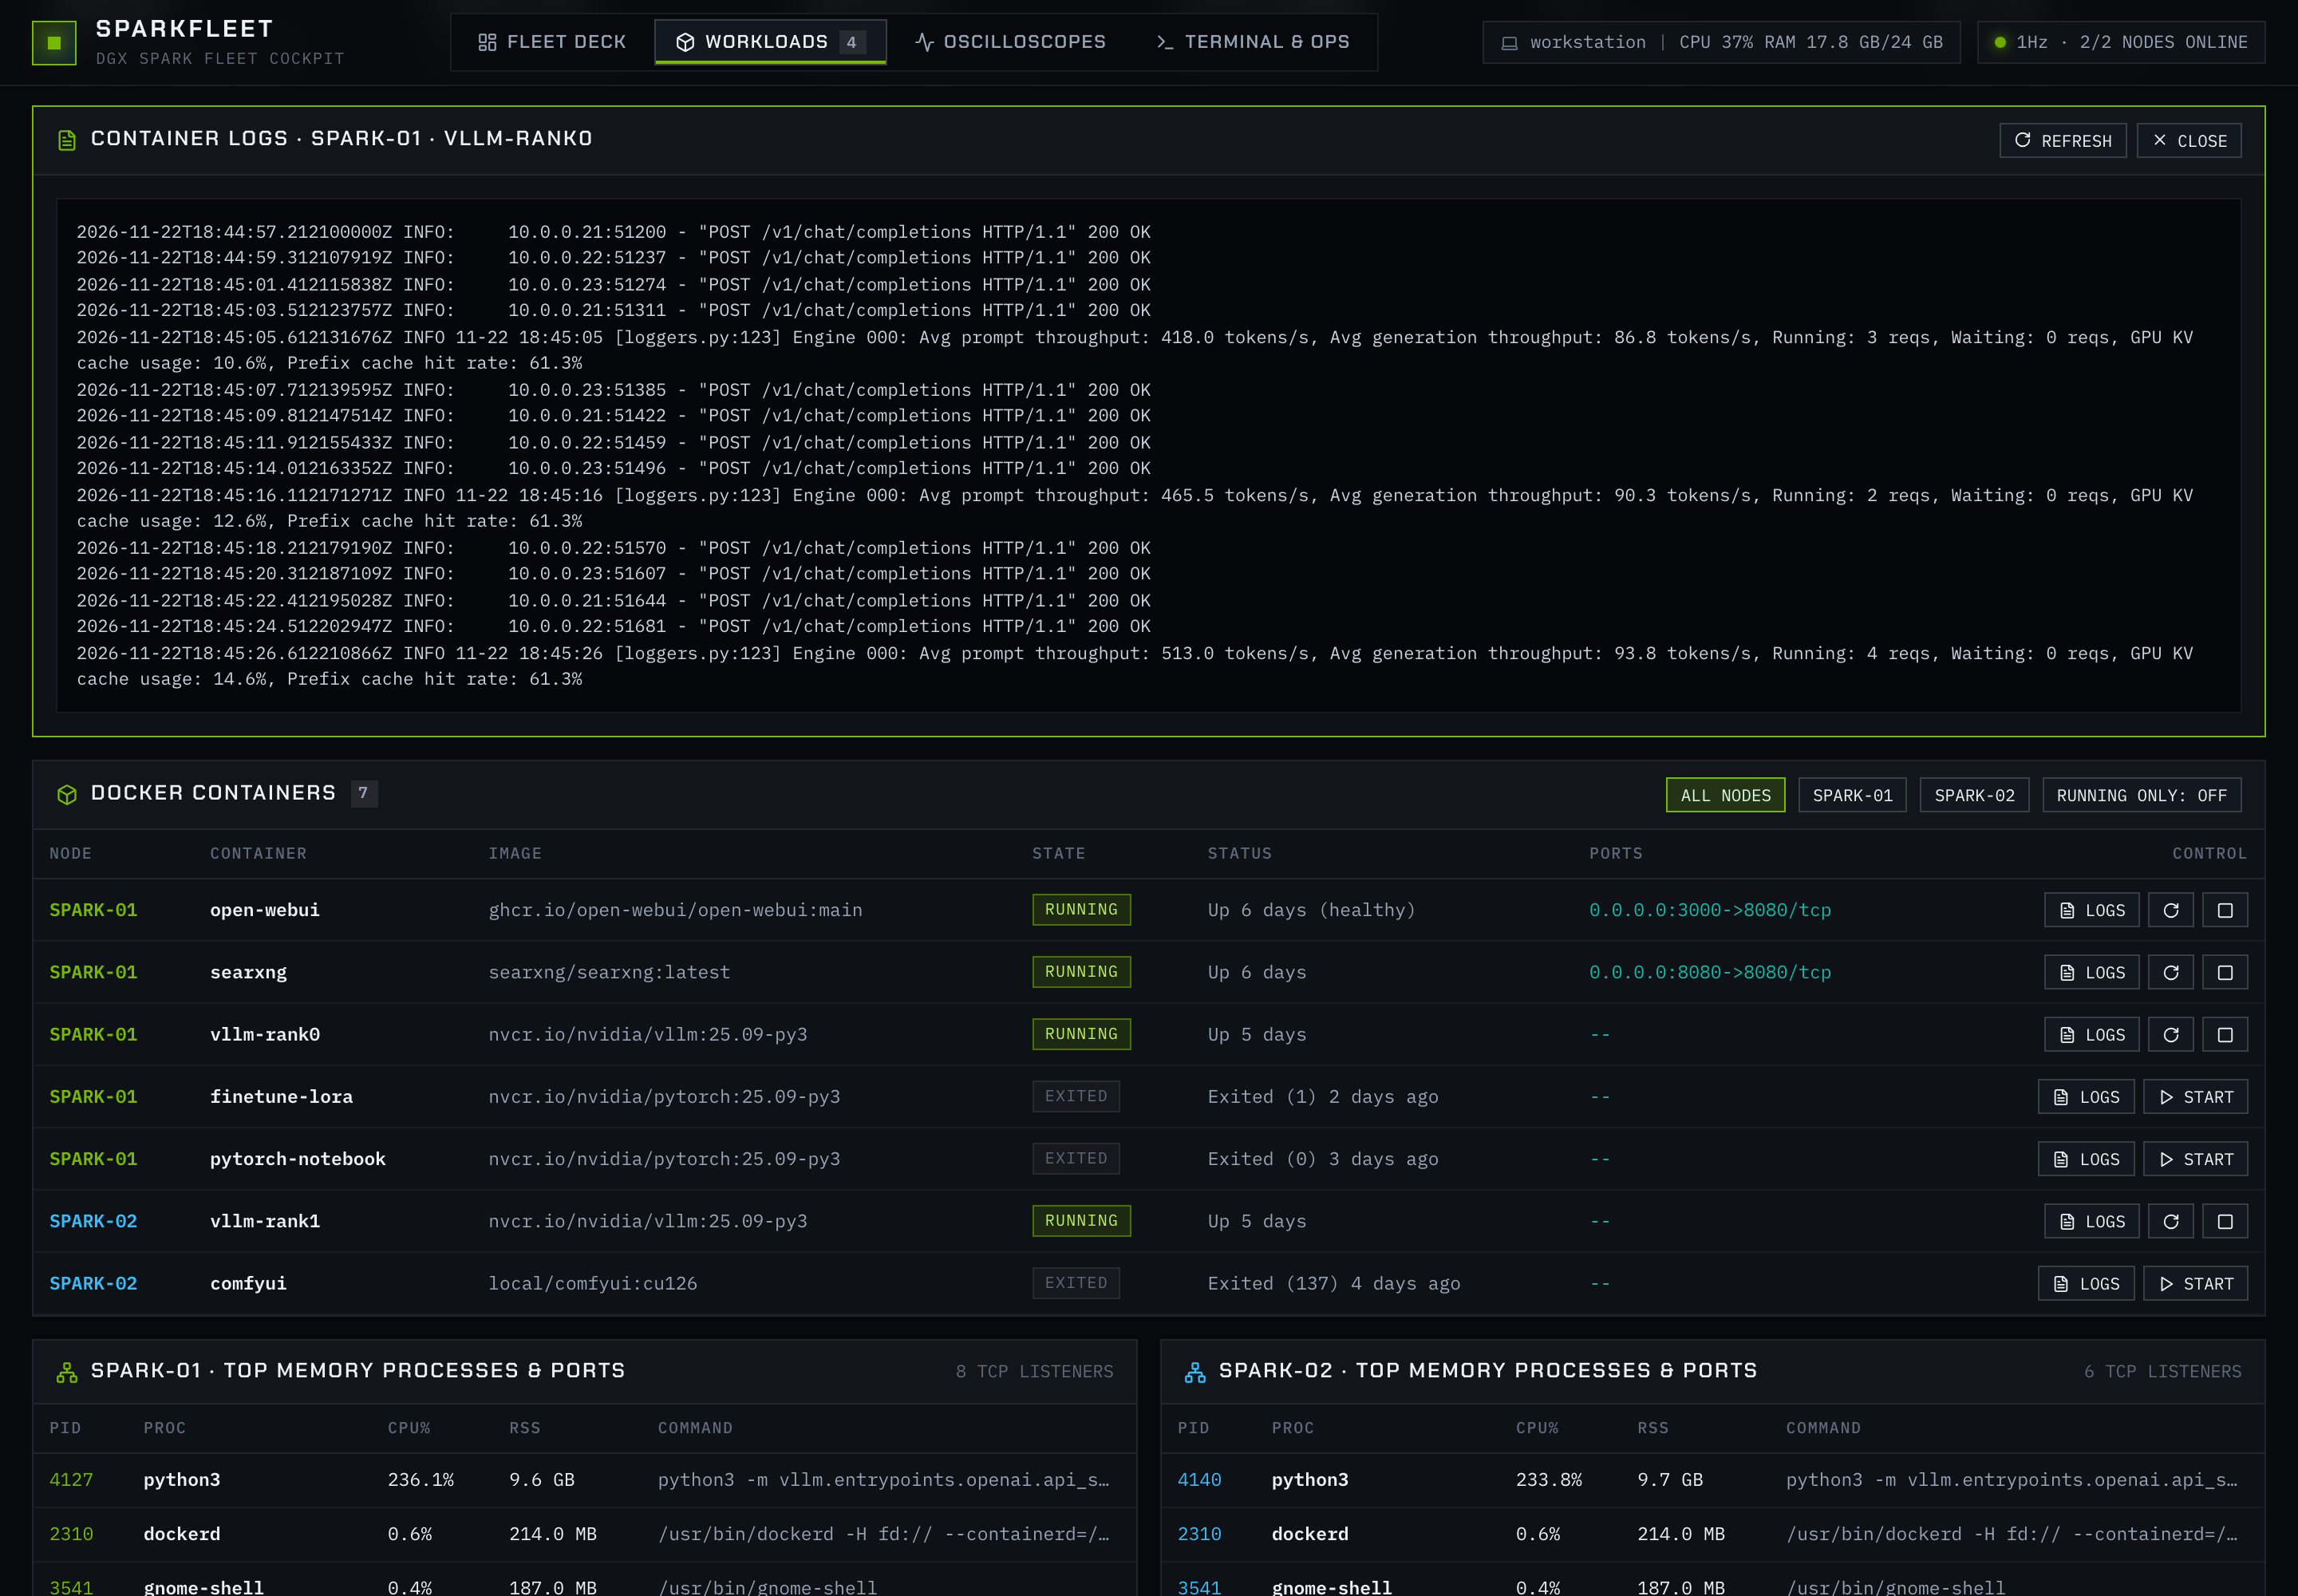 SPARKFLEET
DGX SPARK FLEET COCKPIT
FLEET DECK
WORKLOADS 4
OSCILLOSCOPES
TERMINAL & OPS
workstation | CPU 37% RAM 17.8 GB/24 GB
1Hz · 2/2 NODES ONLINE
CONTAINER LOGS · SPARK-01 · VLLM-RANK0
REFRESH
CLOSE
2026-11-22T18:44:57.212100000Z INFO:     10.0.0.21:51200 - "POST /v1/chat/completions HTTP/1.1" 200 OK
2026-11-22T18:44:59.312107919Z INFO:     10.0.0.22:51237 - "POST /v1/chat/completions HTTP/1.1" 200 OK
2026-11-22T18:45:01.412115838Z INFO:     10.0.0.23:51274 - "POST /v1/chat/completions HTTP/1.1" 200 OK
2026-11-22T18:45:03.512123757Z INFO:     10.0.0.21:51311 - "POST /v1/chat/completions HTTP/1.1" 200 OK
2026-11-22T18:45:05.612131676Z INFO 11-22 18:45:05 [loggers.py:123] Engine 000: Avg prompt throughput: 418.0 tokens/s, Avg generation throughput: 86.8 tokens/s, Running: 3 reqs, Waiting: 0 reqs, GPU KV
cache usage: 10.6%, Prefix cache hit rate: 61.3%
2026-11-22T18:45:07.712139595Z INFO:     10.0.0.23:51385 - "POST /v1/chat/completions HTTP/1.1" 200 OK
2026-11-22T18:45:09.812147514Z INFO:     10.0.0.21:51422 - "POST /v1/chat/completions HTTP/1.1" 200 OK
2026-11-22T18:45:11.912155433Z INFO:     10.0.0.22:51459 - "POST /v1/chat/completions HTTP/1.1" 200 OK
2026-11-22T18:45:14.012163352Z INFO:     10.0.0.23:51496 - "POST /v1/chat/completions HTTP/1.1" 200 OK
2026-11-22T18:45:16.112171271Z INFO 11-22 18:45:16 [loggers.py:123] Engine 000: Avg prompt throughput: 465.5 tokens/s, Avg generation throughput: 90.3 tokens/s, Running: 2 reqs, Waiting: 0 reqs, GPU KV
cache usage: 12.6%, Prefix cache hit rate: 61.3%
2026-11-22T18:45:18.212179190Z INFO:     10.0.0.22:51570 - "POST /v1/chat/completions HTTP/1.1" 200 OK
2026-11-22T18:45:20.312187109Z INFO:     10.0.0.23:51607 - "POST /v1/chat/completions HTTP/1.1" 200 OK
2026-11-22T18:45:22.412195028Z INFO:     10.0.0.21:51644 - "POST /v1/chat/completions HTTP/1.1" 200 OK
2026-11-22T18:45:24.512202947Z INFO:     10.0.0.22:51681 - "POST /v1/chat/completions HTTP/1.1" 200 OK
2026-11-22T18:45:26.612210866Z INFO 11-22 18:45:26 [loggers.py:123] Engine 000: Avg prompt throughput: 513.0 tokens/s, Avg generation throughput: 93.8 tokens/s, Running: 4 reqs, Waiting: 0 reqs, GPU KV
cache usage: 14.6%, Prefix cache hit rate: 61.3%
DOCKER CONTAINERS 7
ALL NODES
SPARK-01
SPARK-02
RUNNING ONLY: OFF
NODE CONTAINER IMAGE STATE STATUS PORTS CONTROL
SPARK-01 open-webui ghcr.io/open-webui/open-webui:main RUNNING Up 6 days (healthy) 0.0.0.0:3000->8080/tcp LOGS
SPARK-01 searxng searxng/searxng:latest RUNNING Up 6 days 0.0.0.0:8080->8080/tcp LOGS
SPARK-01 vllm-rank0 nvcr.io/nvidia/vllm:25.09-py3 RUNNING Up 5 days -- LOGS
SPARK-01 finetune-lora nvcr.io/nvidia/pytorch:25.09-py3 EXITED Exited (1) 2 days ago -- LOGS START
SPARK-01 pytorch-notebook nvcr.io/nvidia/pytorch:25.09-py3 EXITED Exited (0) 3 days ago -- LOGS START
SPARK-02 vllm-rank1 nvcr.io/nvidia/vllm:25.09-py3 RUNNING Up 5 days -- LOGS
SPARK-02 comfyui local/comfyui:cu126 EXITED Exited (137) 4 days ago -- LOGS START
SPARK-01 · TOP MEMORY PROCESSES & PORTS 8 TCP LISTENERS
PID PROC CPU% RSS COMMAND
4127 python3 236.1% 9.6 GB python3 -m vllm.entrypoints.openai.api_s…
2310 dockerd 0.6% 214.0 MB /usr/bin/dockerd -H fd:// --containerd=/…
3541 gnome-shell 0.4% 187.0 MB /usr/bin/gnome-shell
SPARK-02 · TOP MEMORY PROCESSES & PORTS 6 TCP LISTENERS
PID PROC CPU% RSS COMMAND
4140 python3 233.8% 9.7 GB python3 -m vllm.entrypoints.openai.api_s…
2310 dockerd 0.6% 214.0 MB /usr/bin/dockerd -H fd:// --containerd=/…
3541 gnome-shell 0.4% 187.0 MB /usr/bin/gnome-shell